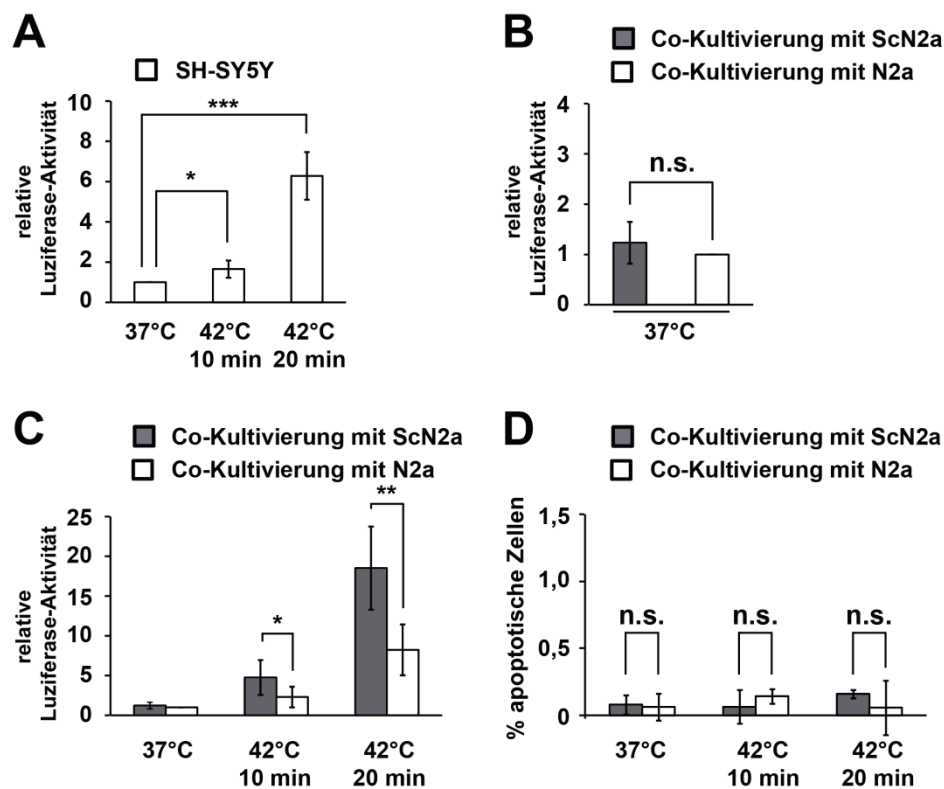 A
SH-SY5Y
relative
Luziferase-Aktivität
10
8
6
4
2
0
***
*
37°C
42°C
10 min
42°C
20 min
B
Co-Kultivierung mit ScN2a
Co-Kultivierung mit N2a
relative
Luziferase-Aktivität
4
3
2
1
0
n.s.
37°C
C
Co-Kultivierung mit ScN2a
Co-Kultivierung mit N2a
relative
Luziferase-Aktivität
25
20
15
10
5
0
*
**
37°C
42°C
10 min
42°C
20 min
D
Co-Kultivierung mit ScN2a
Co-Kultivierung mit N2a
% apoptotische Zellen
1,5
1,0
0,5
0
n.s.
n.s.
n.s.
37°C
42°C
10 min
42°C
20 min